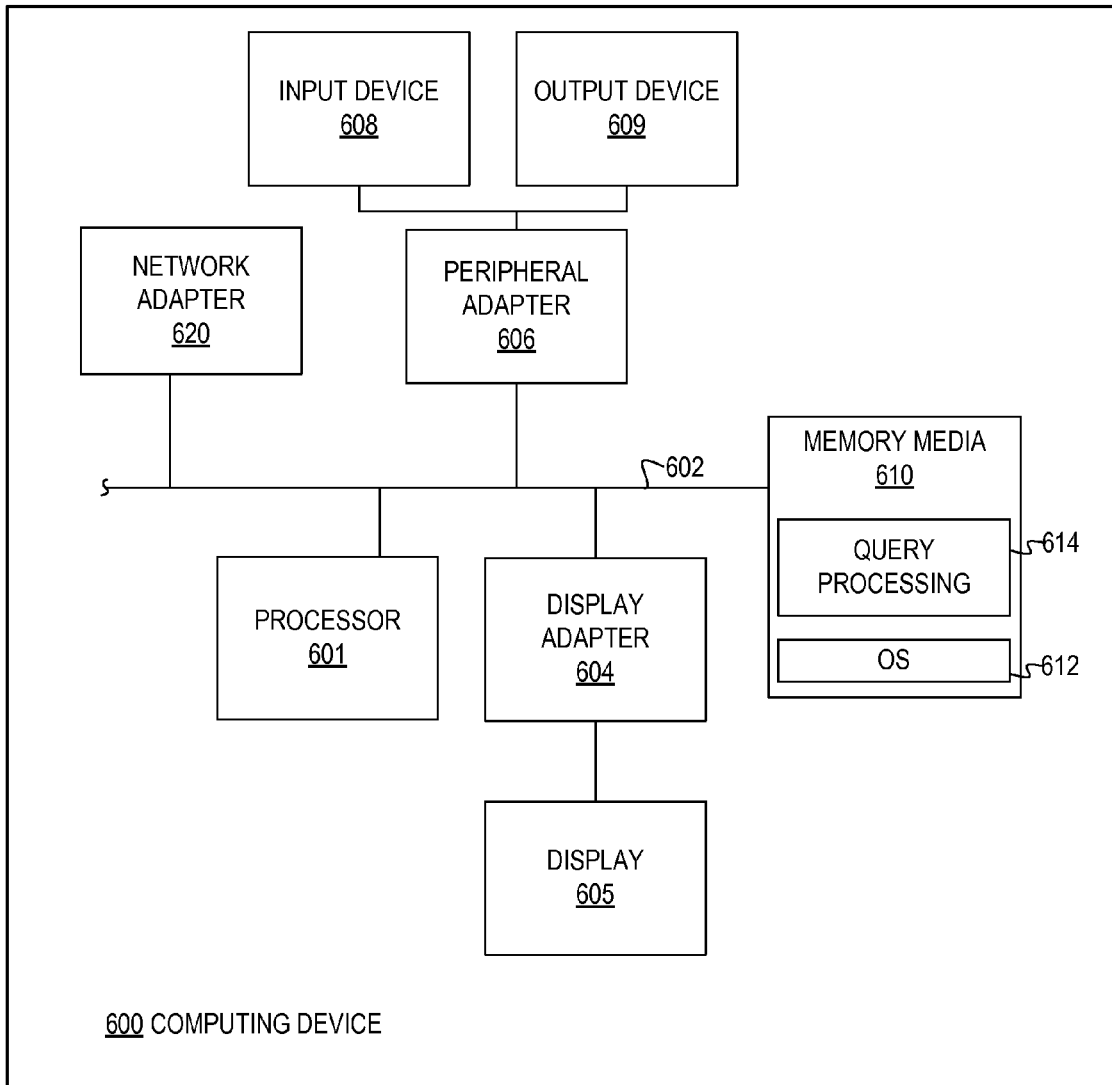 INPUT DEVICE
608
OUTPUT DEVICE
609
NETWORK
ADAPTER
620
PERIPHERAL
ADAPTER
606
602
MEMORY MEDIA
610
QUERY
PROCESSING
614
OS
612
PROCESSOR
601
DISPLAY
ADAPTER
604
DISPLAY
605
600 COMPUTING DEVICE